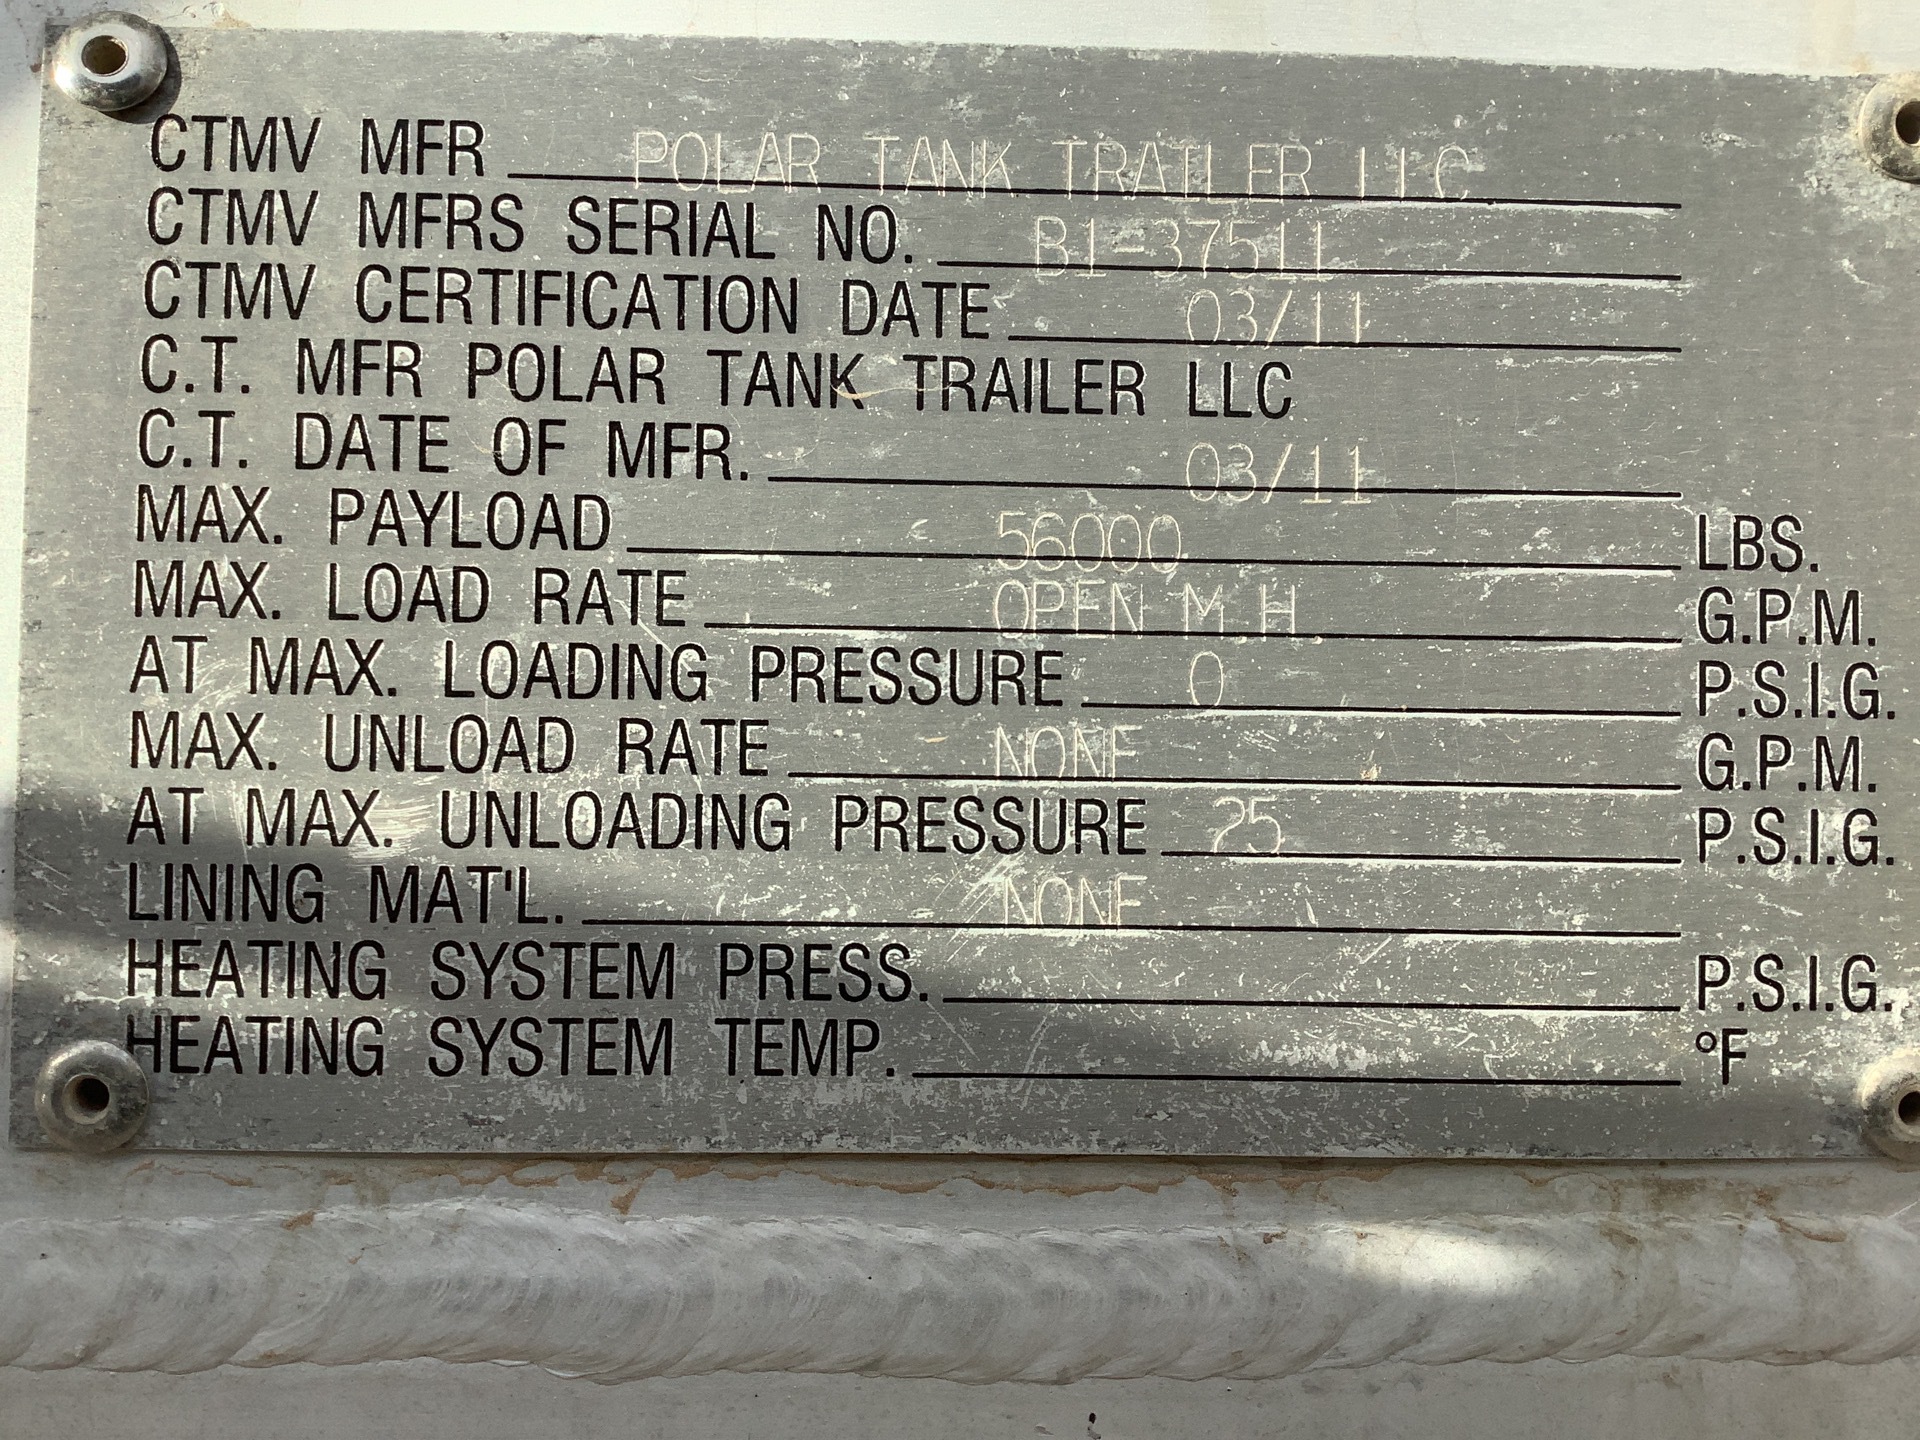 CTMV MFR POLAR TANK TRAILER LLC
CTMV MFRS SERIAL NO. B1-37511
CTMV CERTIFICATION DATE 03/11
C.T. MFR POLAR TANK TRAILER LLC
C.T. DATE OF MFR. 03/11
MAX. PAYLOAD 56000 LBS.
MAX. LOAD RATE OPEN M.H. G.P.M.
AT MAX. LOADING PRESSURE 0 P.S.I.G.
MAX. UNLOAD RATE NONE G.P.M.
AT MAX. UNLOADING PRESSURE 25 P.S.I.G.
LINING MAT'L. NONE
HEATING SYSTEM PRESS. P.S.I.G.
HEATING SYSTEM TEMP. °F